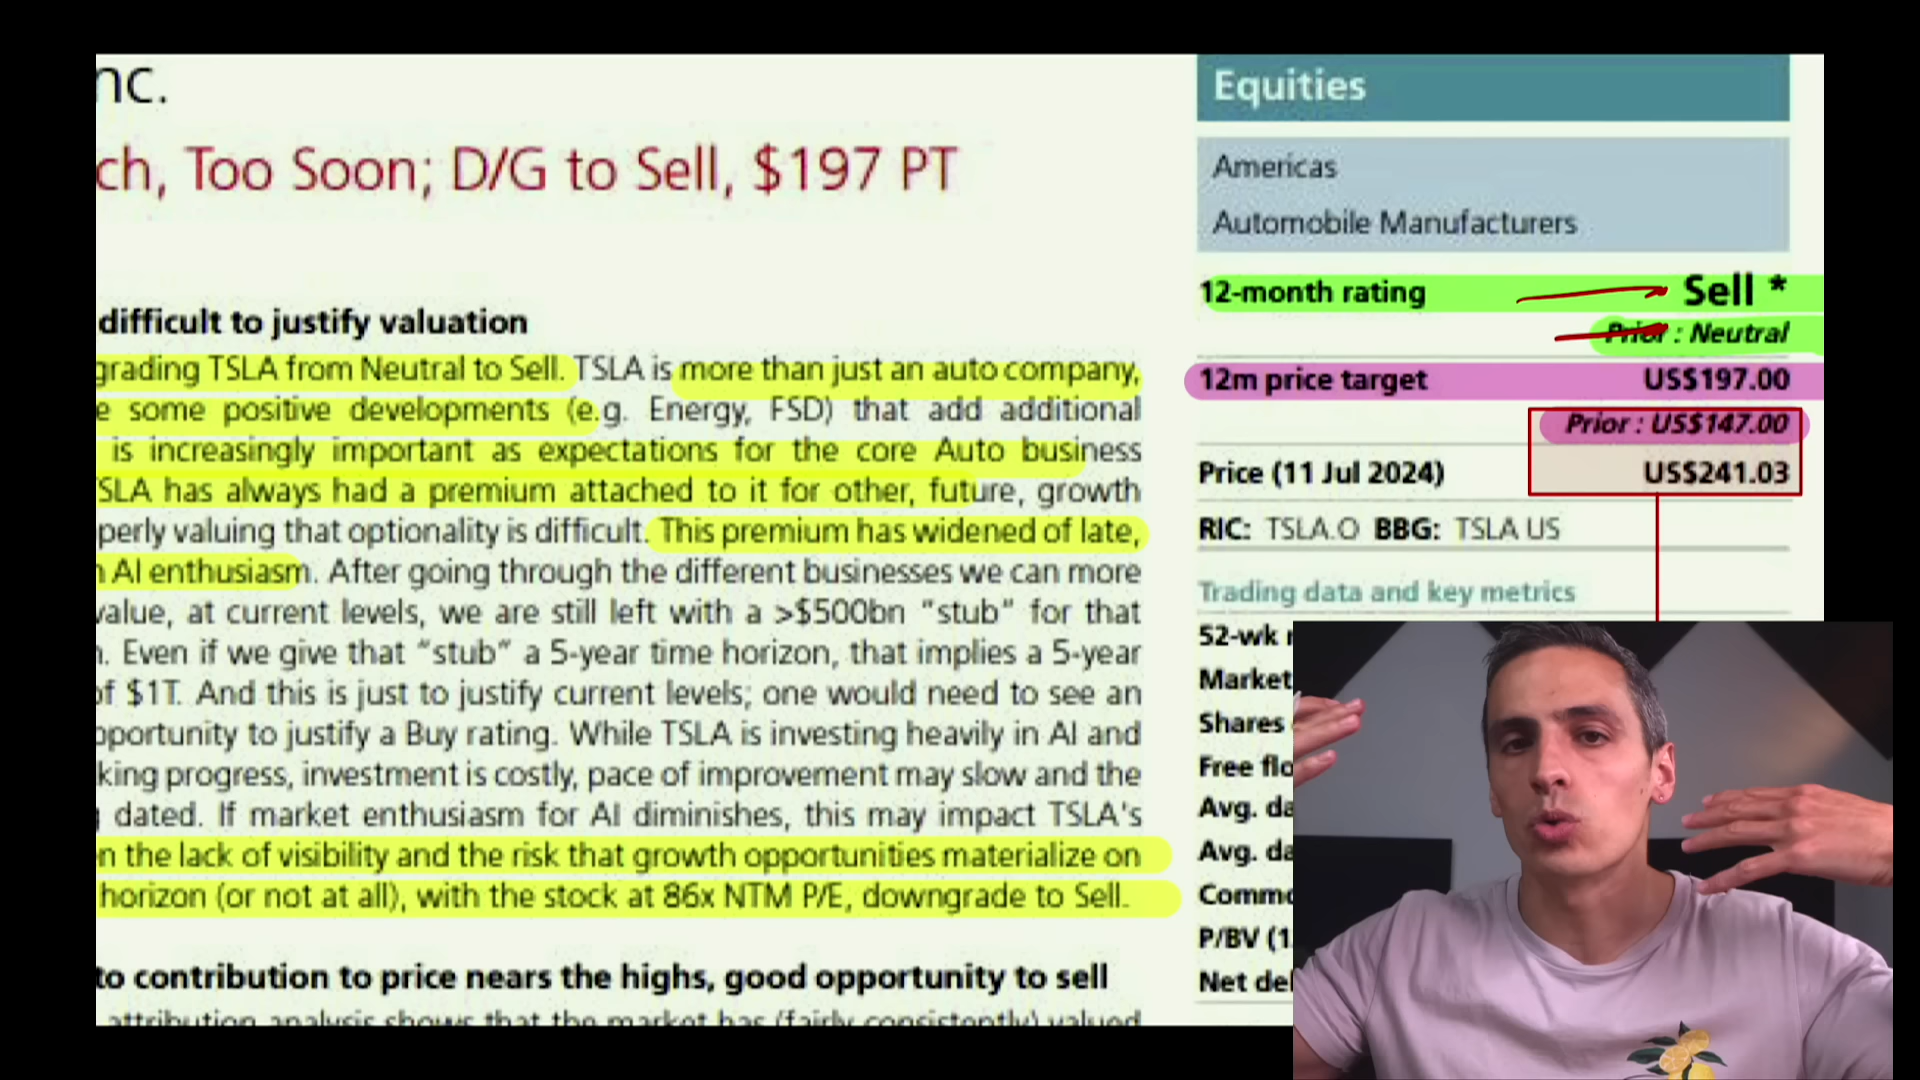 nc.
ch, Too Soon; D/G to Sell, $197 PT
difficult to justify valuation
grading TSLA from Neutral to Sell. TSLA is more than just an auto company,
e some positive developments (e.g. Energy, FSD) that add additional
is increasingly important as expectations for the core Auto business
SLA has always had a premium attached to it for other, future, growth
perly valuing that optionality is difficult. This premium has widened of late,
n AI enthusiasm. After going through the different businesses we can more
value, at current levels, we are still left with a >$500bn “stub” for that
. Even if we give that “stub” a 5-year time horizon, that implies a 5-year
of $1T. And this is just to justify current levels; one would need to see an
pportunity to justify a Buy rating. While TSLA is investing heavily in AI and
king progress, investment is costly, pace of improvement may slow and the
dated. If market enthusiasm for AI diminishes, this may impact TSLA's
n the lack of visibility and the risk that growth opportunities materialize on
horizon (or not at all), with the stock at 86x NTM P/E, downgrade to Sell.
to contribution to price nears the highs, good opportunity to sell
attribution analysis shows that the market has (fairly consistently) valued
Equities
Americas
Automobile Manufacturers
12-month rating Sell *
Prior : Neutral
12m price target US$197.00
Prior : US$147.00
Price (11 Jul 2024) US$241.03
RIC: TSLA.O BBG: TSLA US
Trading data and key metrics
52-wk r
Market
Shares
Free flo
Avg. da
Avg. da
Commo
P/BV (1
Net de